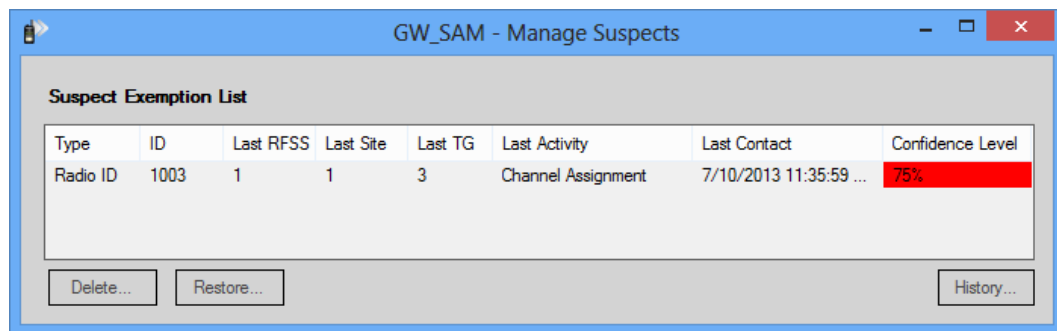 GW_SAM - Manage Suspects
Suspect Exemption List
Type ID Last RFSS Last Site Last TG Last Activity Last Contact Confidence Level
Radio ID 1003 1 1 3 Channel Assignment 7/10/2013 11:35:59 ... 75%
Delete... Restore... History...